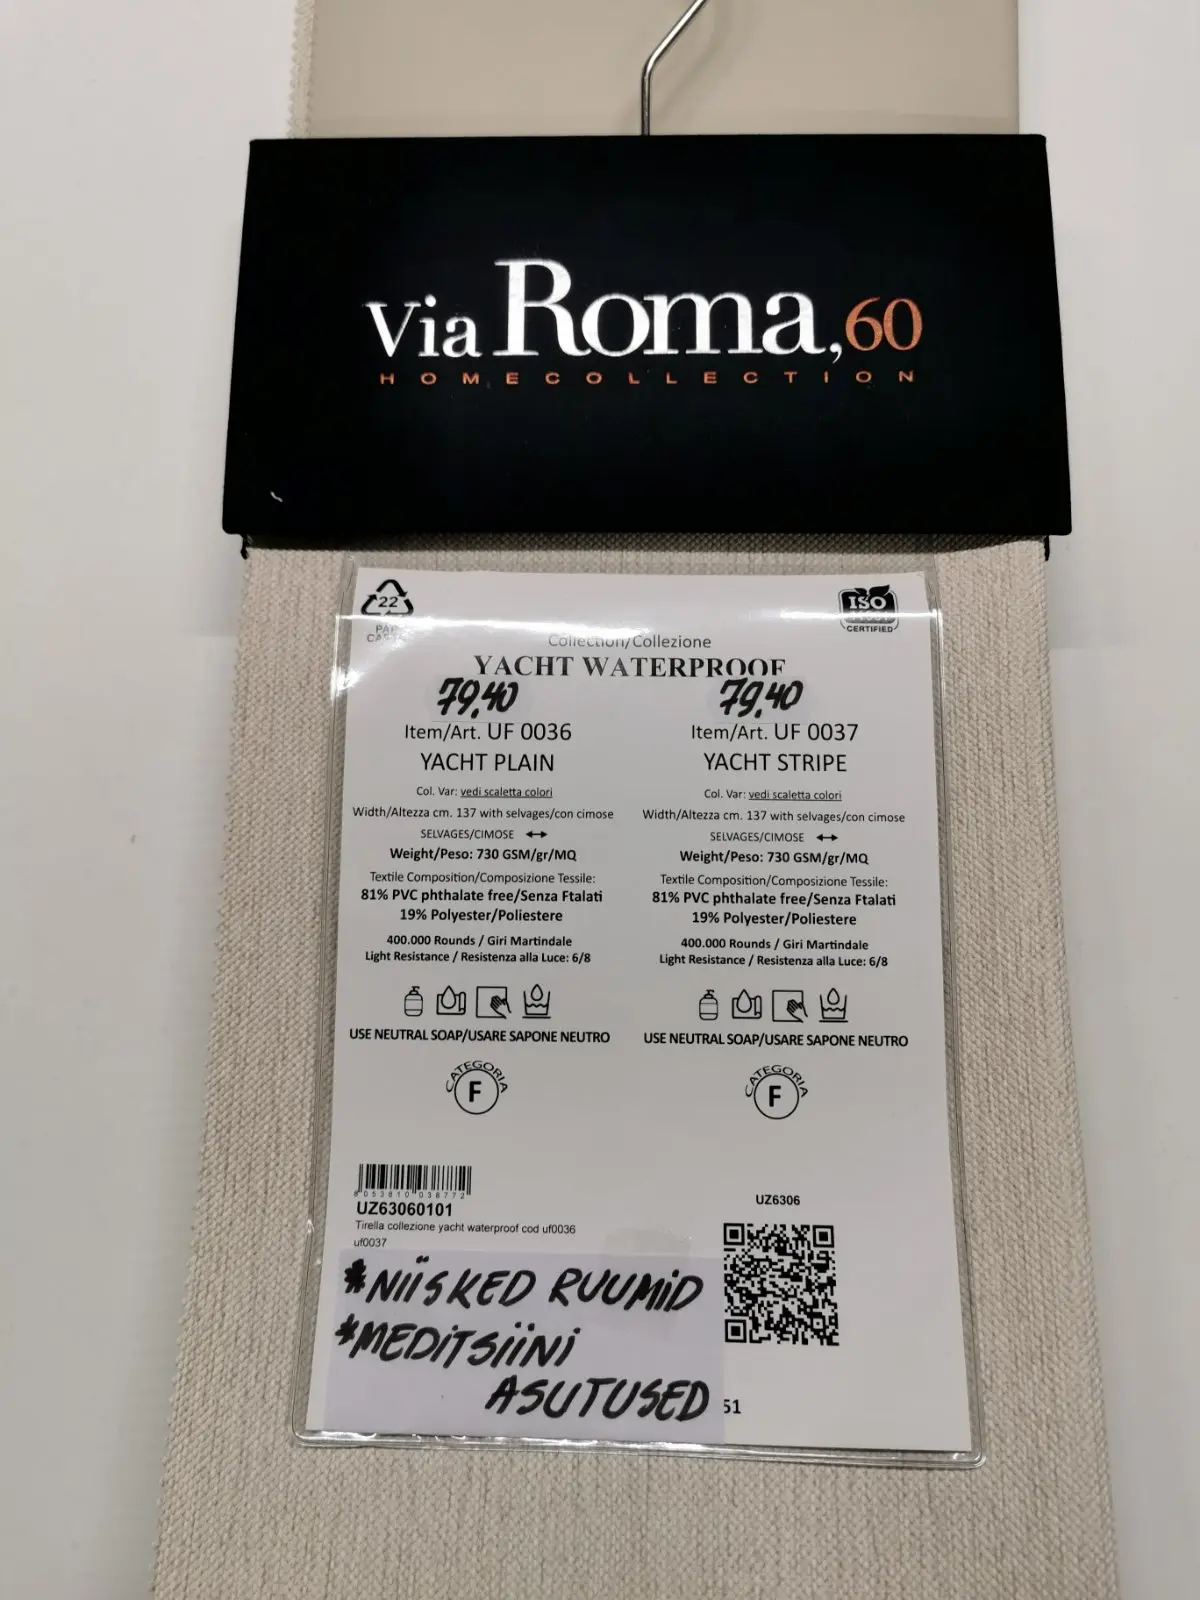 Via Roma, 60
HOMECOLLECTION
22
ISO
CERTIFIED
Collection/Collezione
YACHT WATERPROOF
79,40
Item/Art. UF 0036
YACHT PLAIN
Col. Var: vedi scaletta colori
Width/Altezza cm. 137 with selvages/con cimose
SELVAGES/CIMOSE
Weight/Peso: 730 GSM/gr/MQ
Textile Composition/Composizione Tessile:
81% PVC phthalate free/Senza Ftalati
19% Polyester/Poliestere
400.000 Rounds / Giri Martindale
Light Resistance / Resistenza alla Luce: 6/8
USE NEUTRAL SOAP/USARE SAPONE NEUTRO
CATEGORIA
F
79,40
Item/Art. UF 0037
YACHT STRIPE
Col. Var: vedi scaletta colori
Width/Altezza cm. 137 with selvages/con cimose
SELVAGES/CIMOSE
Weight/Peso: 730 GSM/gr/MQ
Textile Composition/Composizione Tessile:
81% PVC phthalate free/Senza Ftalati
19% Polyester/Poliestere
400.000 Rounds / Giri Martindale
Light Resistance / Resistenza alla Luce: 6/8
USE NEUTRAL SOAP/USARE SAPONE NEUTRO
CATEGORIA
F
8 053810 038772
UZ63060101
Tirella collezione yacht waterproof cod uf0036
uf0037
UZ6306
*NIISKED RUUMID
*MEDITSIINI
ASUTUSED
51